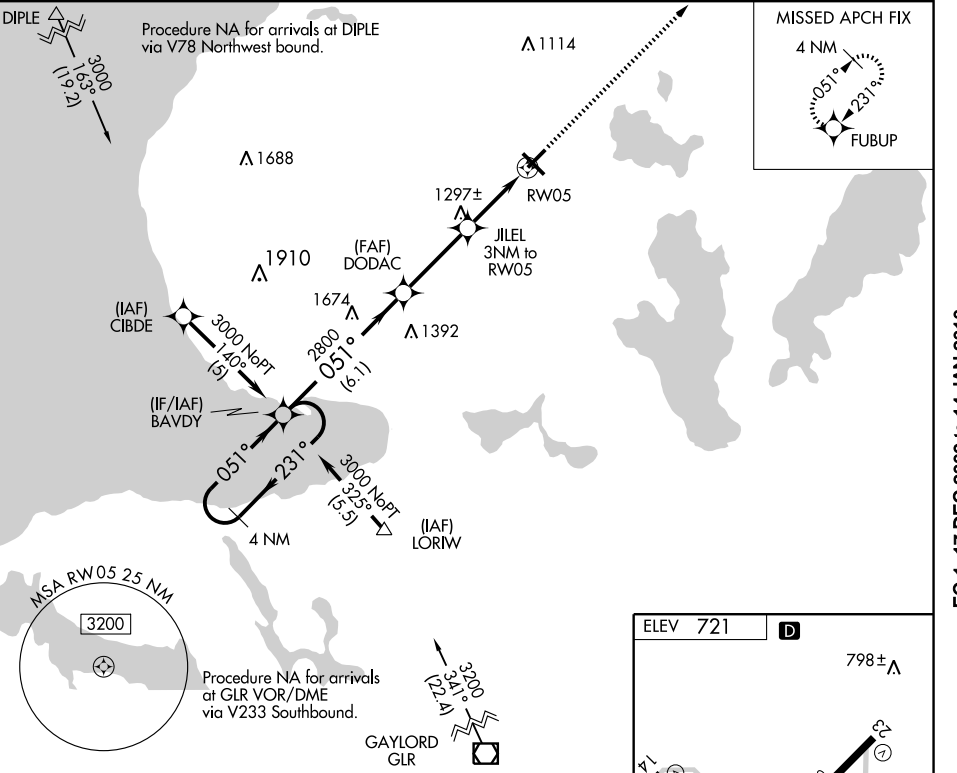 DIPLE
3000
163°
(19.2)
Procedure NA for arrivals at DIPLE
via V78 Northwest bound.
1114
MISSED APCH FIX
4 NM
051°
231°
FUBUP
1688
1297±
RW05
JILEL
3NM to
RW05
(FAF)
DODAC
1910
1674
1392
(IAF)
CIBDE
3000 NoPT
140°
(5)
2800
051°
(6.1)
(IF/IAF)
BAVDY
051°
231°
4 NM
3000 NoPT
325°
(5.5)
(IAF)
LORIW
MSA RW05 25 NM
3200
Procedure NA for arrivals
at GLR VOR/DME
via V233 Southbound.
3200
341°
(22.4)
GAYLORD
GLR
ELEV 721
D
798±
23
V
14